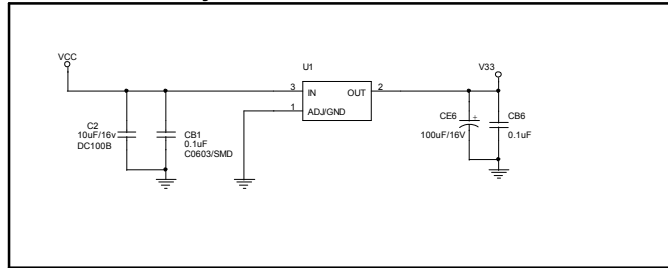 VCC
U1
V33
3
IN
OUT
2
1
ADJ/GND
C2
10uF/16v
DC100B
CB1
0.1uF
C0603/SMD
CE6
+
100uF/16V
CB6
0.1uF